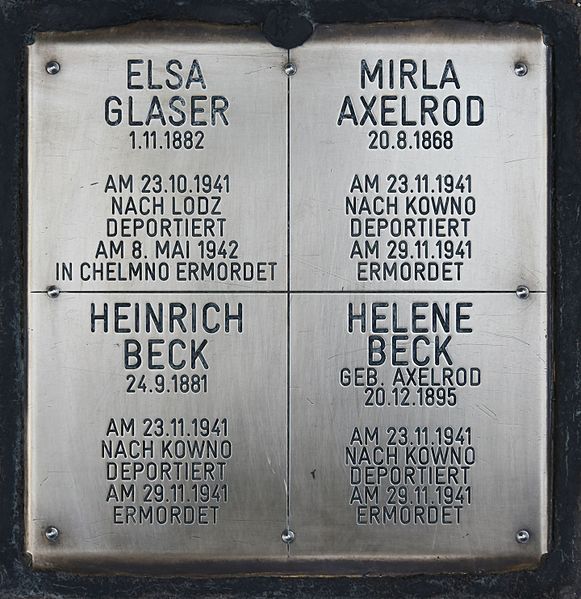 ELSA
GLASER
1.11.1882
AM 23.10.1941
NACH LODZ
DEPORTIERT
AM 8. MAI 1942
IN CHELMNO ERMORDET
MIRLA
AXELROD
20.8.1868
AM 23.11.1941
NACH KOWNO
DEPORTIERT
AM 29.11.1941
ERMORDET
HEINRICH
BECK
24.9.1881
AM 23.11.1941
NACH KOWNO
DEPORTIERT
AM 29.11.1941
ERMORDET
HELENE
BECK
GEB. AXELROD
20.12.1895
AM 23.11.1941
NACH KOWNO
DEPORTIERT
AM 29.11.1941
ERMORDET